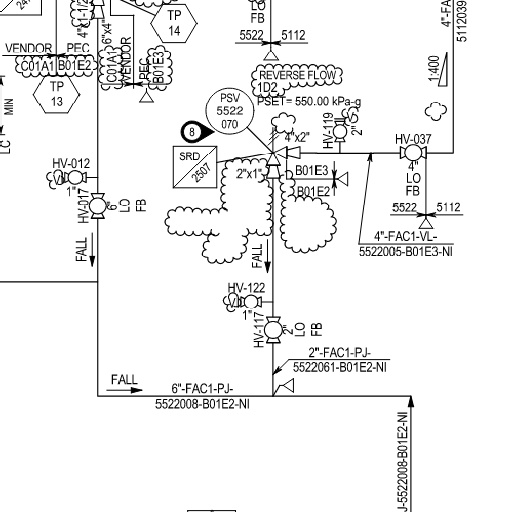 LO
FB
5522 5112
4"x1-1/2"
6"x4"
TP
14
VENDOR PEC
C01A1 B01E2
C01A1
VENDOR
PEC
B01E3
TP
13
MIN
LC
REVERSE FLOW
1D2
PSET= 550.00 kPa-g
PSV
5522
070
8
4"x2"
HV-119
2"
1:400
5112039
4"-FA
HV-037
4"
LO
FB
SRD
2507
2"x1"
B01E3
B01E2
HV-012
1"
HV-017
6"
LO
FB
5522 5112
4"-FAC1-VL-
5522005-B01E3-NI
FALL
FALL
HV-122
1"
HV-117
2"
LO
FB
2"-FAC1-PJ-
5522061-B01E2-NI
FALL
6"-FAC1-PJ-
5522008-B01E2-NI
J-5522008-B01E2-NI